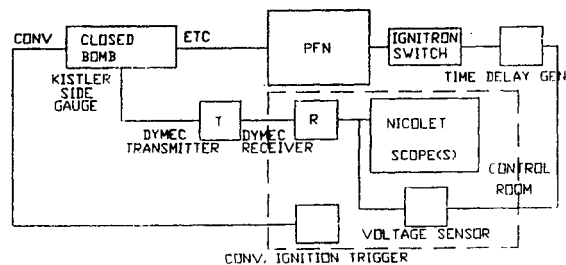 CONV
CLOSED
BOMB
ETC
PFN
IGNITRON
SWITCH
TIME DELAY GEN
KISTLER
SIDE
GAUGE
T
R
DYMEC
TRANSMITTER
DYMEC
RECEIVER
NICOLET
SCOPE(S)
CONTROL
ROOM
VOLTAGE SENSOR
CONV. IGNITION TRIGGER